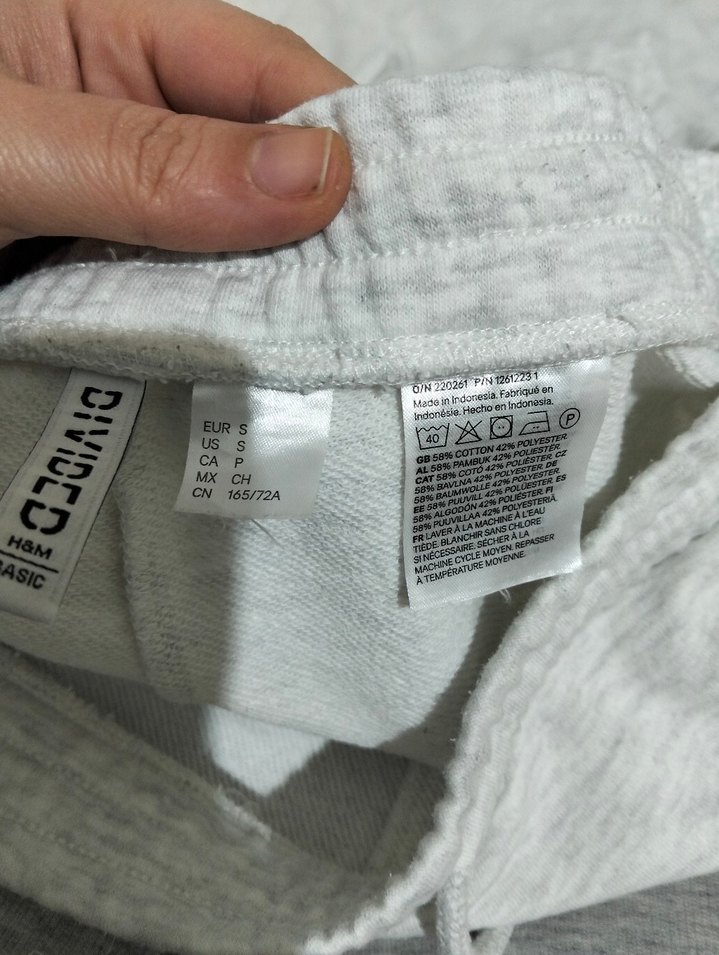 DIVIDED
H&M
BASIC
EUR S
US S
CA P
MX CH
CN 165/72A
O/N 220261 P/N 1261223 1
Made in Indonesia. Fabriqué en
Indonésie. Hecho en Indonesia.
40 P
GB 58% COTTON 42% POLYESTER.
AL 58% PAMBUK 42% POLIESTËR.
CAT 58% COTÓ 42% POLIÈSTER. CZ
58% BAVLNA 42% POLYESTER. DE
58% BAUMWOLLE 42% POLYESTER.
EE 58% PUUVILL 42% POLÜESTER. ES
58% ALGODÓN 42% POLIÉSTER. FI
58% PUUVILLAA 42% POLYESTERIÄ.
FR LAVER À LA MACHINE À L'EAU
TIÈDE. BLANCHIR SANS CHLORE
SI NÉCESSAIRE. SÉCHER À LA
MACHINE CYCLE MOYEN. REPASSER
À TEMPÉRATURE MOYENNE.